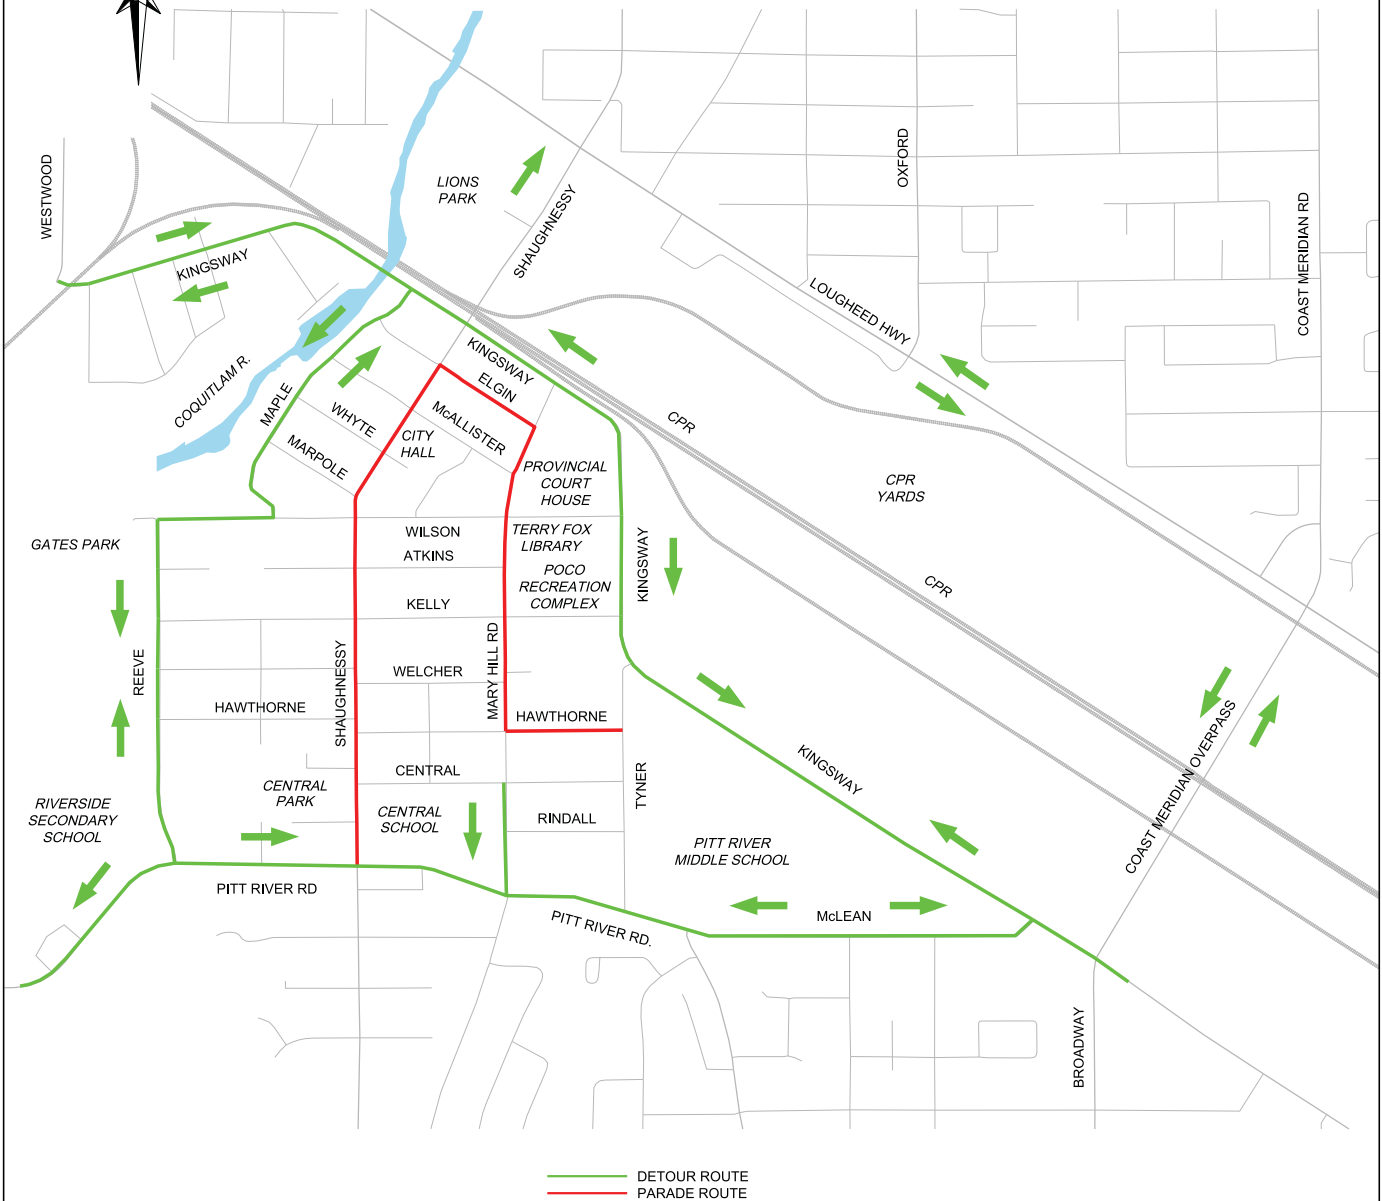 WESTWOOD
LIONS
PARK
SHAUGHNESSY
OXFORD
COAST MERIDIAN RD
KINGSWAY
LOUGHEED HWY
COQUITLAM R.
MAPLE
KINGSWAY
ELGIN
WHYTE
McALLISTER
MARPOLE
CITY
HALL
CPR
PROVINCIAL
COURT
HOUSE
CPR
YARDS
GATES PARK
WILSON
TERRY FOX
LIBRARY
ATKINS
KINGSWAY
POCO
RECREATION
COMPLEX
CPR
KELLY
REEVE
SHAUGHNESSY
WELCHER
MARY HILL RD
HAWTHORNE
HAWTHORNE
COAST MERIDIAN OVERPASS
CENTRAL
TYNER
KINGSWAY
CENTRAL
PARK
RIVERSIDE
SECONDARY
SCHOOL
CENTRAL
SCHOOL
RINDALL
PITT RIVER
MIDDLE SCHOOL
PITT RIVER RD
PITT RIVER RD.
McLEAN
BROADWAY
DETOUR ROUTE
PARADE ROUTE